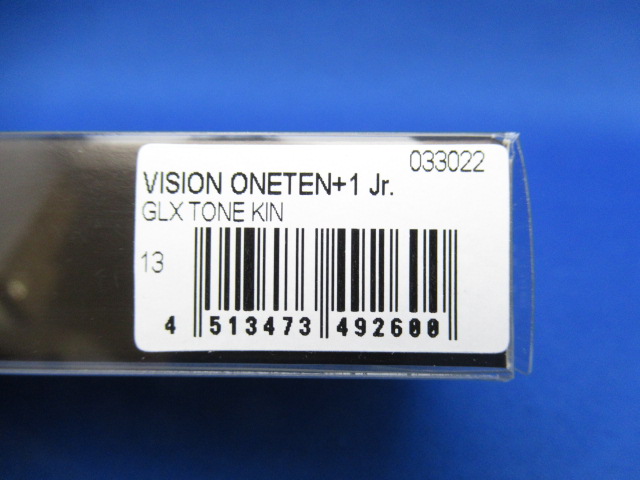 033022
VISION ONETEN+1 Jr.
GLX TONE KIN
13
4 513473 492600